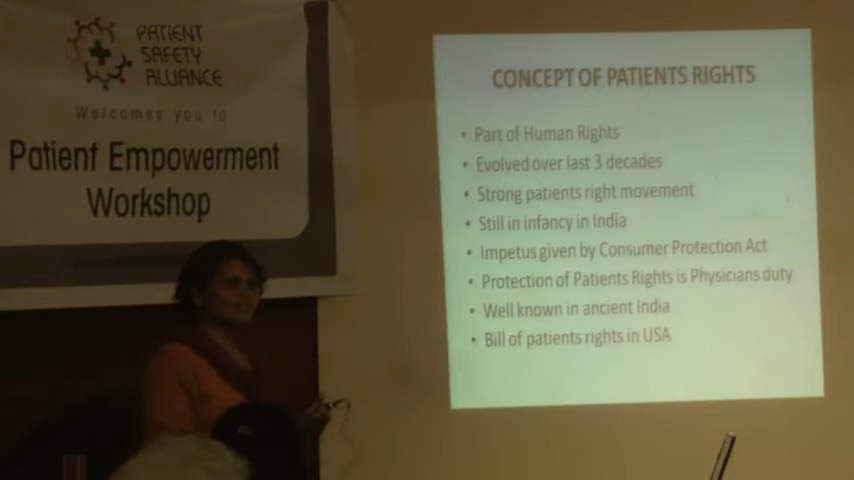 PATIENT
SAFETY
ALLIANCE
Welcomes you to
Patient Empowerment
Workshop
CONCEPT OF PATIENTS RIGHTS
• Part of Human Rights
• Evolved over last 3 decades
• Strong patients right movement
• Still in infancy in India
• Impetus given by Consumer Protection Act
• Protection of Patients Rights is Physicians duty
• Well known in ancient India
• Bill of patients rights in USA